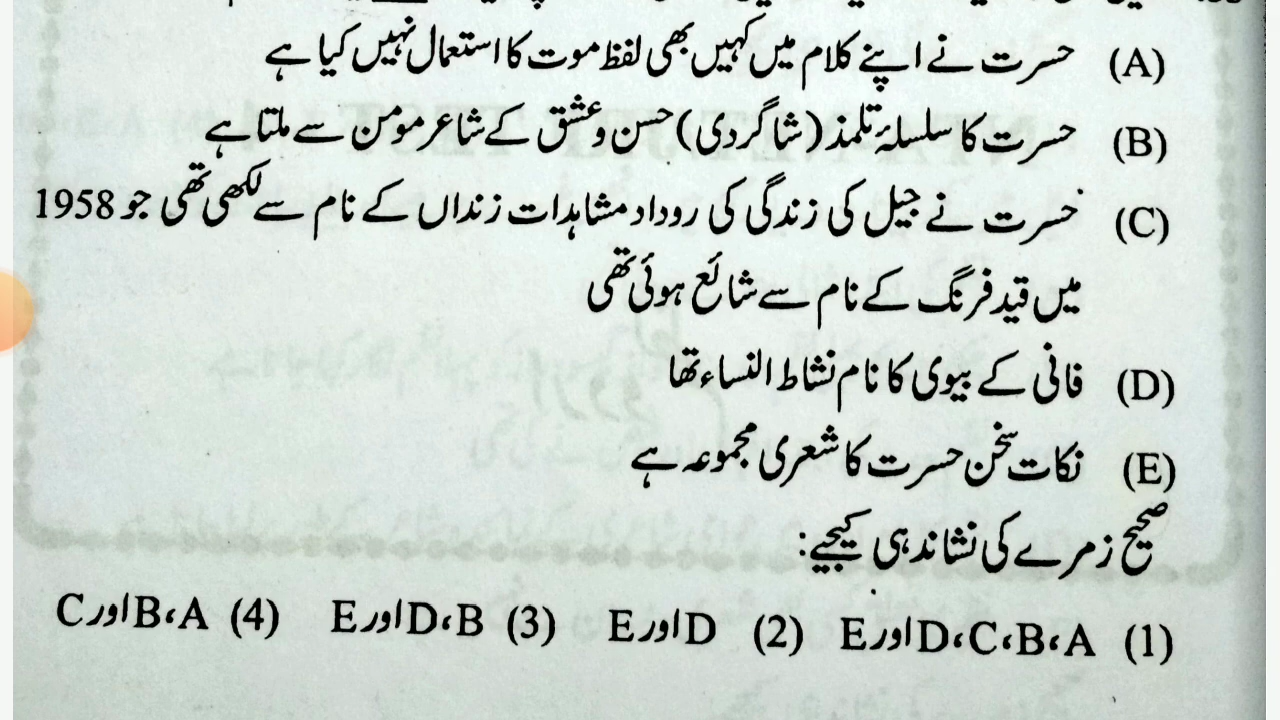 (A) حسرت نے اپنے کلام میں کہیں بھی لفظ موت کا استعمال نہیں کیا ہے
(B) حسرت کا سلسلۂ تلمذ (شاگردی) حسن و عشق کے شاعر مومن سے ملتا ہے
(C) حسرت نے جیل کی زندگی کی روداد مشاہدات زنداں کے نام سے لکھی تھی جو 1958
میں قید فرنگ کے نام سے شائع ہوئی تھی
(D) فانی کے بیوی کا نام نشاط النساء تھا
(E) نکات سخن حسرت کا شعری مجموعہ ہے
صحیح زمرے کی نشاندہی کیجیے:
(1) A،B،C،D اور E (2) D اور E (3) B،D اور E (4) A،B اور C